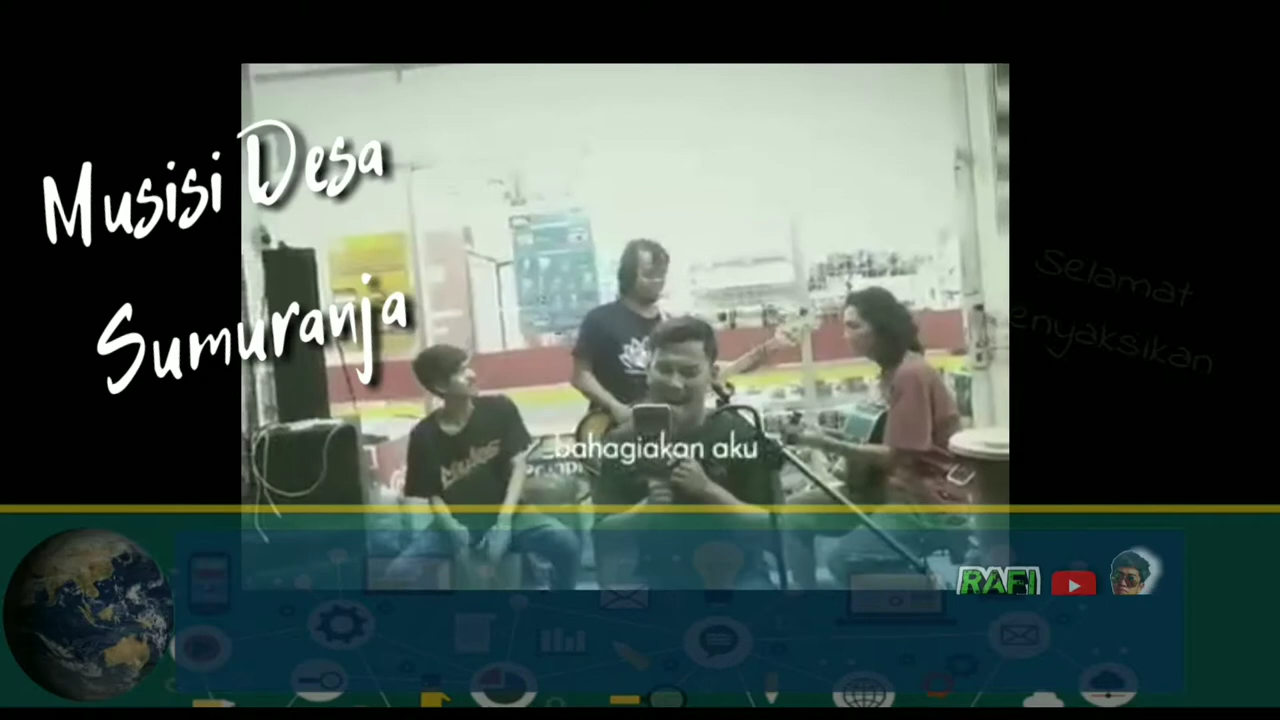 Musisi Desa
Sumuranja
Selamat
enyaksikan
bahagiakan aku
RAFI